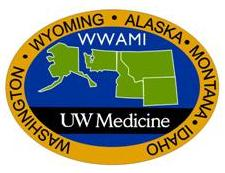 WASHINGTON • WYOMING • ALASKA • MONTANA • IDAHO
WWAMI
UW Medicine